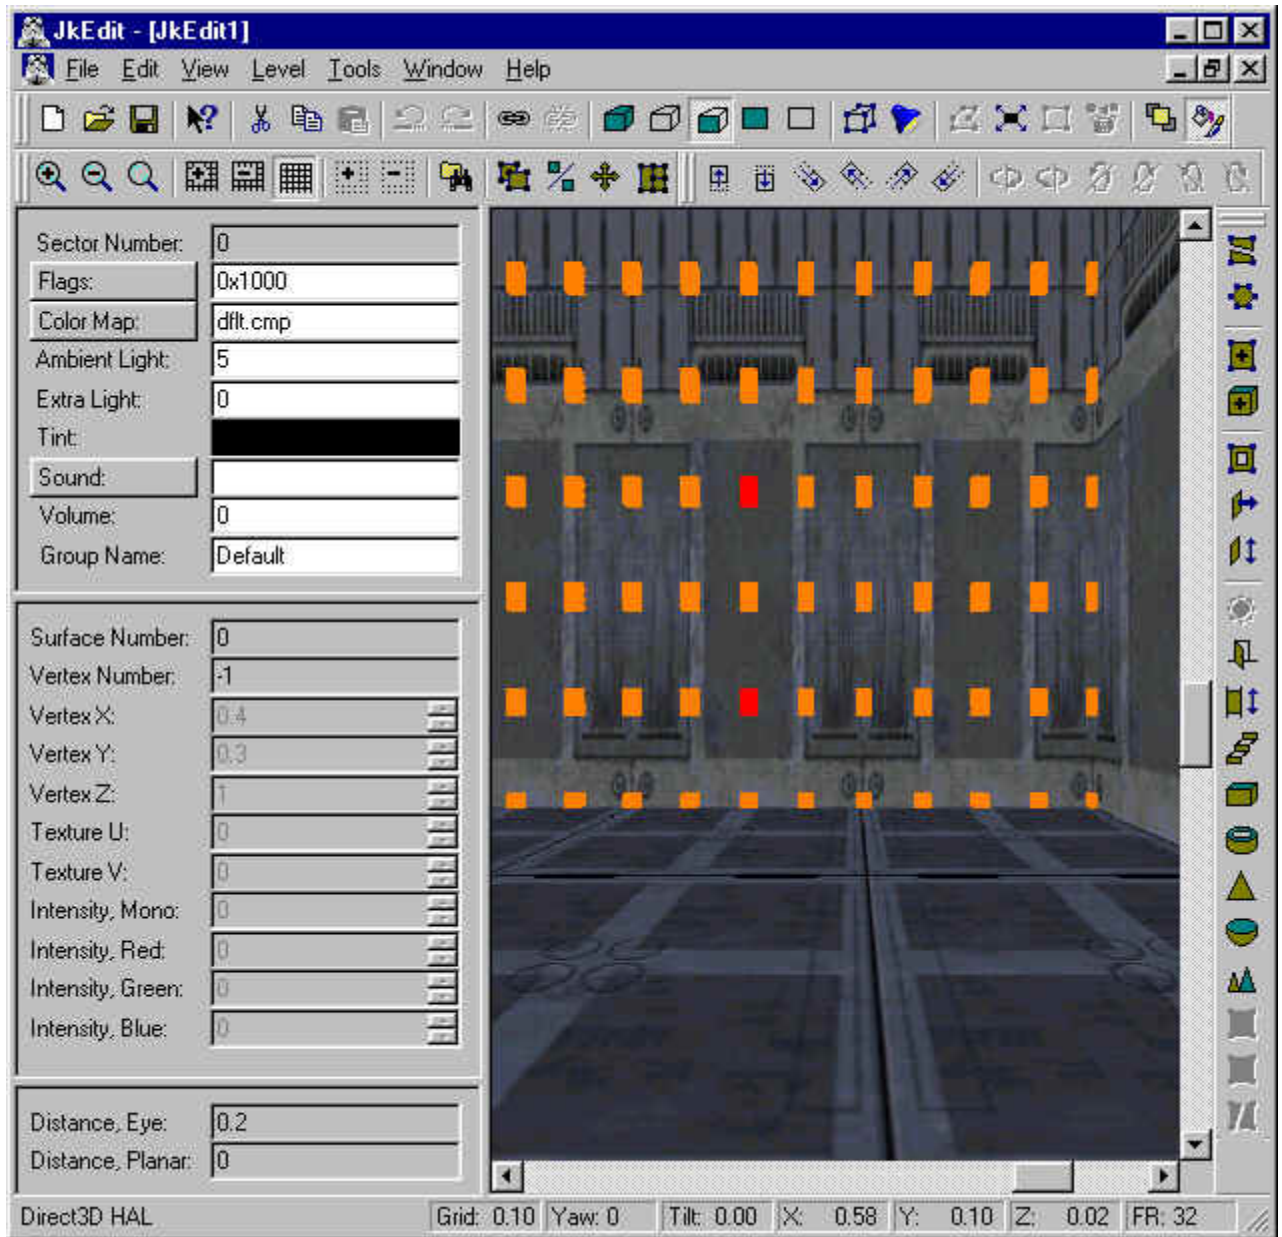 JkEdit - [JkEdit1]
File Edit View Level Tools Window Help
Sector Number: 0
Flags: 0x1000
Color Map: dflt.cmp
Ambient Light: 5
Extra Light: 0
Tint:
Sound:
Volume: 0
Group Name: Default
Surface Number: 0
Vertex Number: -1
Vertex X: 0.4
Vertex Y: 0.3
Vertex Z: 1
Texture U: 0
Texture V: 0
Intensity, Mono: 0
Intensity, Red: 0
Intensity, Green: 0
Intensity, Blue: 0
Distance, Eye: 0.2
Distance, Planar: 0
Direct3D HAL Grid: 0.10 Yaw: 0 Tilt: 0.00 X: 0.58 Y: 0.10 Z: 0.02 FR: 32